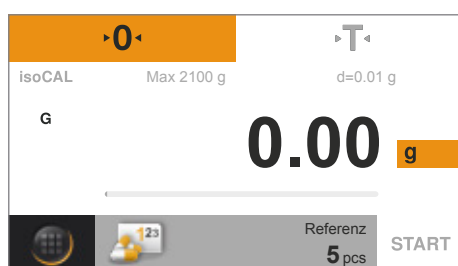 0 T
isoCAL Max 2100 g d=0.01 g
G
0.00 g
123
Referenz
5 pcs START